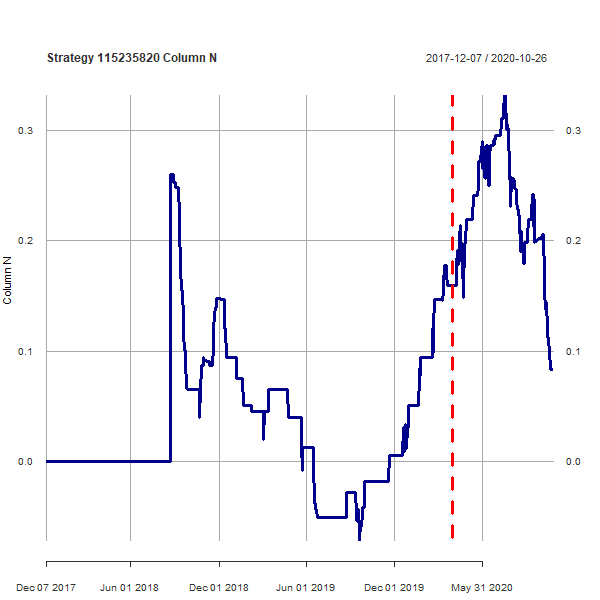 Strategy 115235820 Column N
2017-12-07 / 2020-10-26
0.3
0.3
0.2
0.2
Column N
0.1
0.1
0.0
0.0
Dec 07 2017
Jun 01 2018
Dec 01 2018
Jun 01 2019
Dec 01 2019
May 31 2020